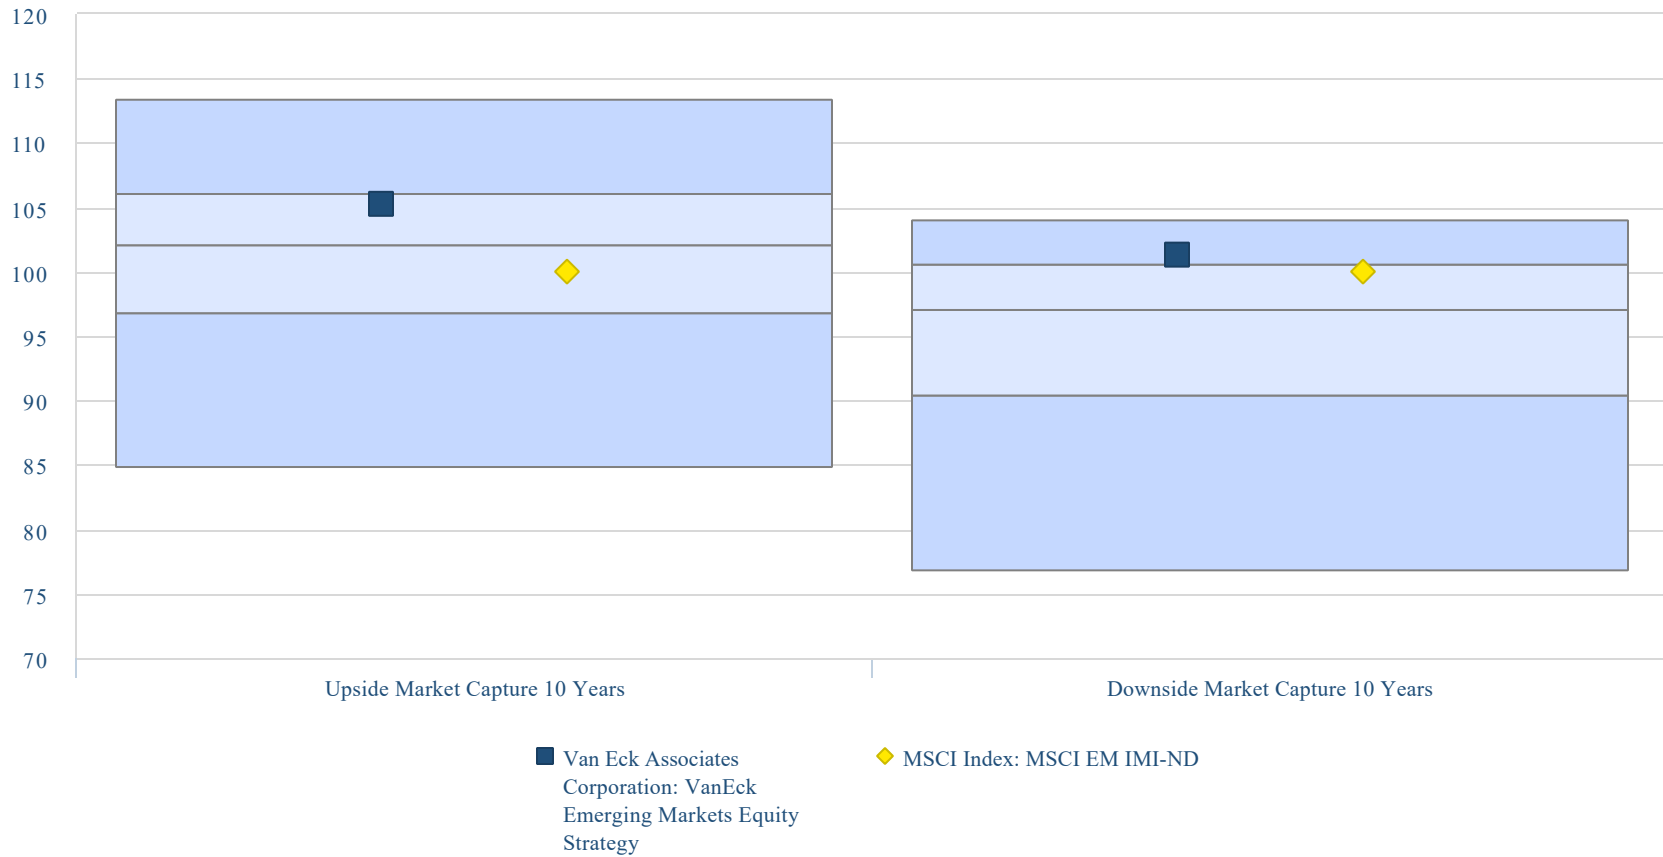 120
115
110
105
100
95
90
85
80
75
70
Upside Market Capture 10 Years
Downside Market Capture 10 Years
Van Eck Associates
Corporation: VanEck
Emerging Markets Equity
Strategy
MSCI Index: MSCI EM IMI-ND